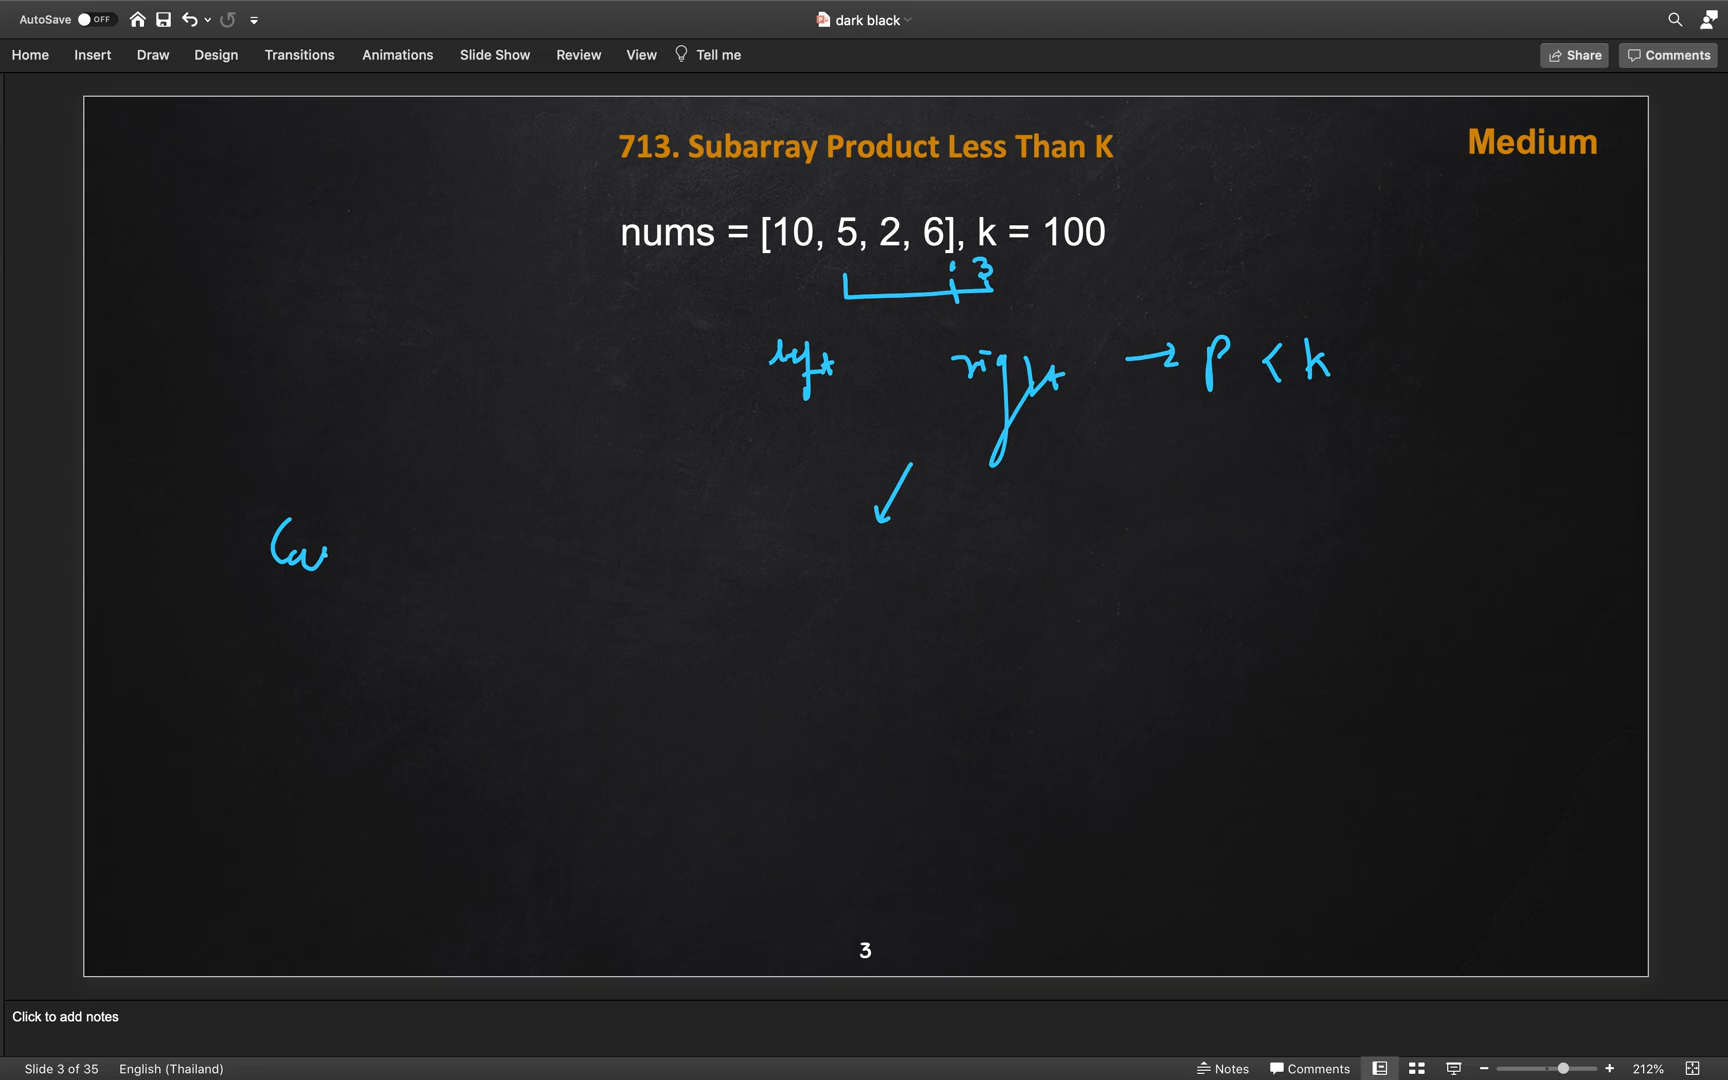 AutoSave OFF dark black
Home Insert Draw Design Transitions Animations Slide Show Review View Tell me Share Comments
713. Subarray Product Less Than K Medium
nums = [10, 5, 2, 6], k = 100
3
left right → P < k
3
Click to add notes
Slide 3 of 35 English (Thailand) Notes Comments 212%